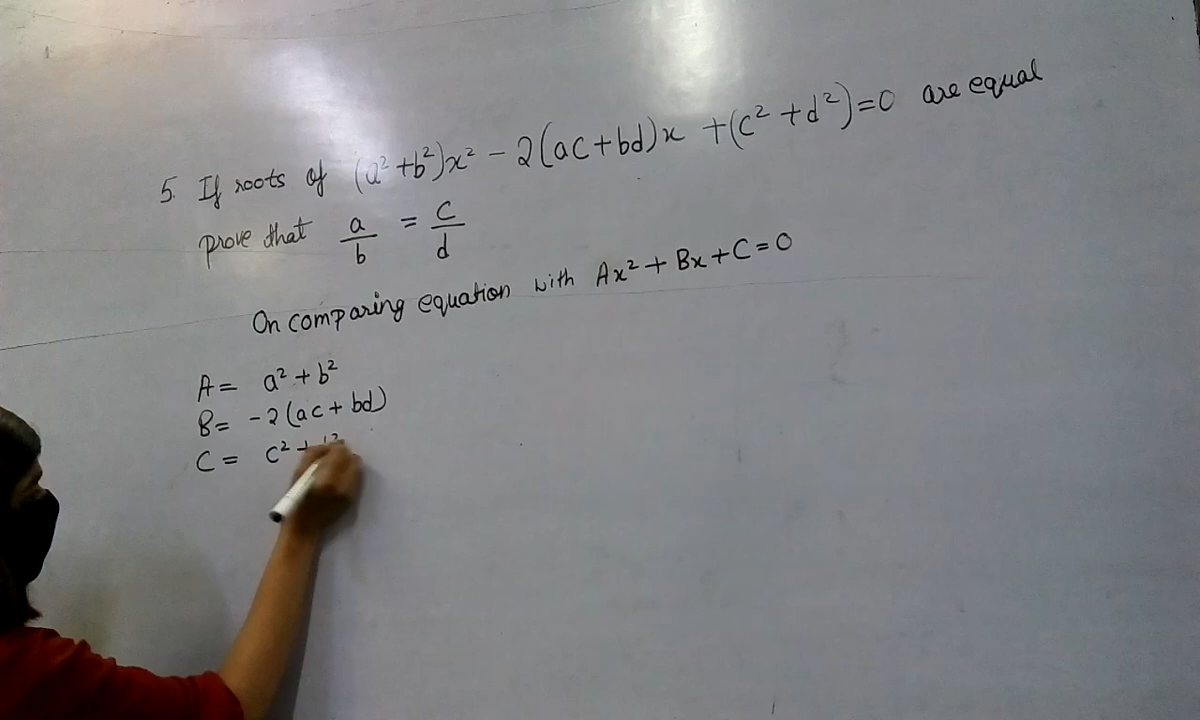 5. If roots of (a² + b²)x² - 2(ac + bd)x + (c² + d²) = 0 are equal
prove that a/b = c/d
On comparing equation with Ax² + Bx + C = 0
A = a² + b²
B = -2(ac + bd)
C = c² +